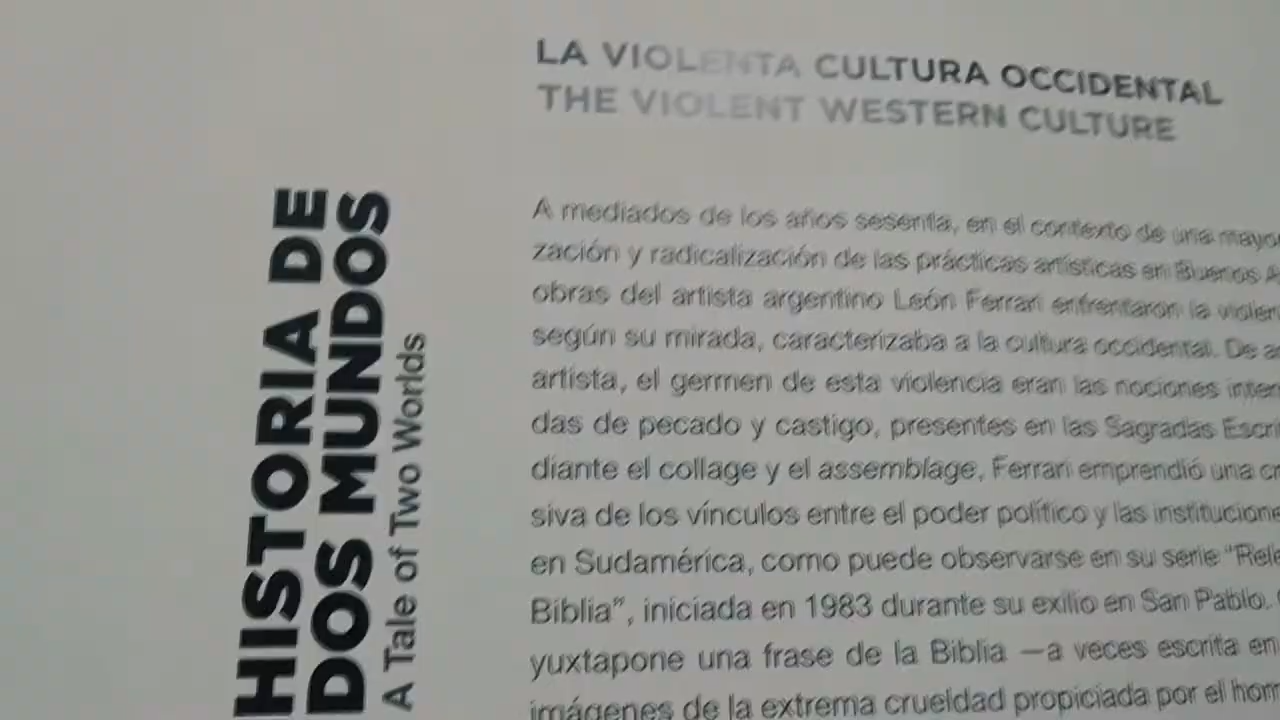 HISTORIA DE
DOS MUNDOS
A Tale of Two Worlds
LA VIOLENTA CULTURA OCCIDENTAL
THE VIOLENT WESTERN CULTURE
A mediados de los años sesenta, en el contexto de una
zación y radicalización de las prácticas artísticas en Buenos
obras del artista argentino León Ferrari enfrentaron la
según su mirada, caracterizaba a la cultura occidental. De
artista, el germen de esta violencia eran las nociones
das de pecado y castigo, presentes en las Sagradas
diante el collage y el assemblage, Ferrari emprendió una
siva de los vínculos entre el poder político y las
en Sudamérica, como puede observarse en su serie
Biblia”, iniciada en 1983 durante su exilio en San Pablo.
yuxtapone una frase de la Biblia —a veces escrita en
imágenes de la extrema crueldad propiciada por el